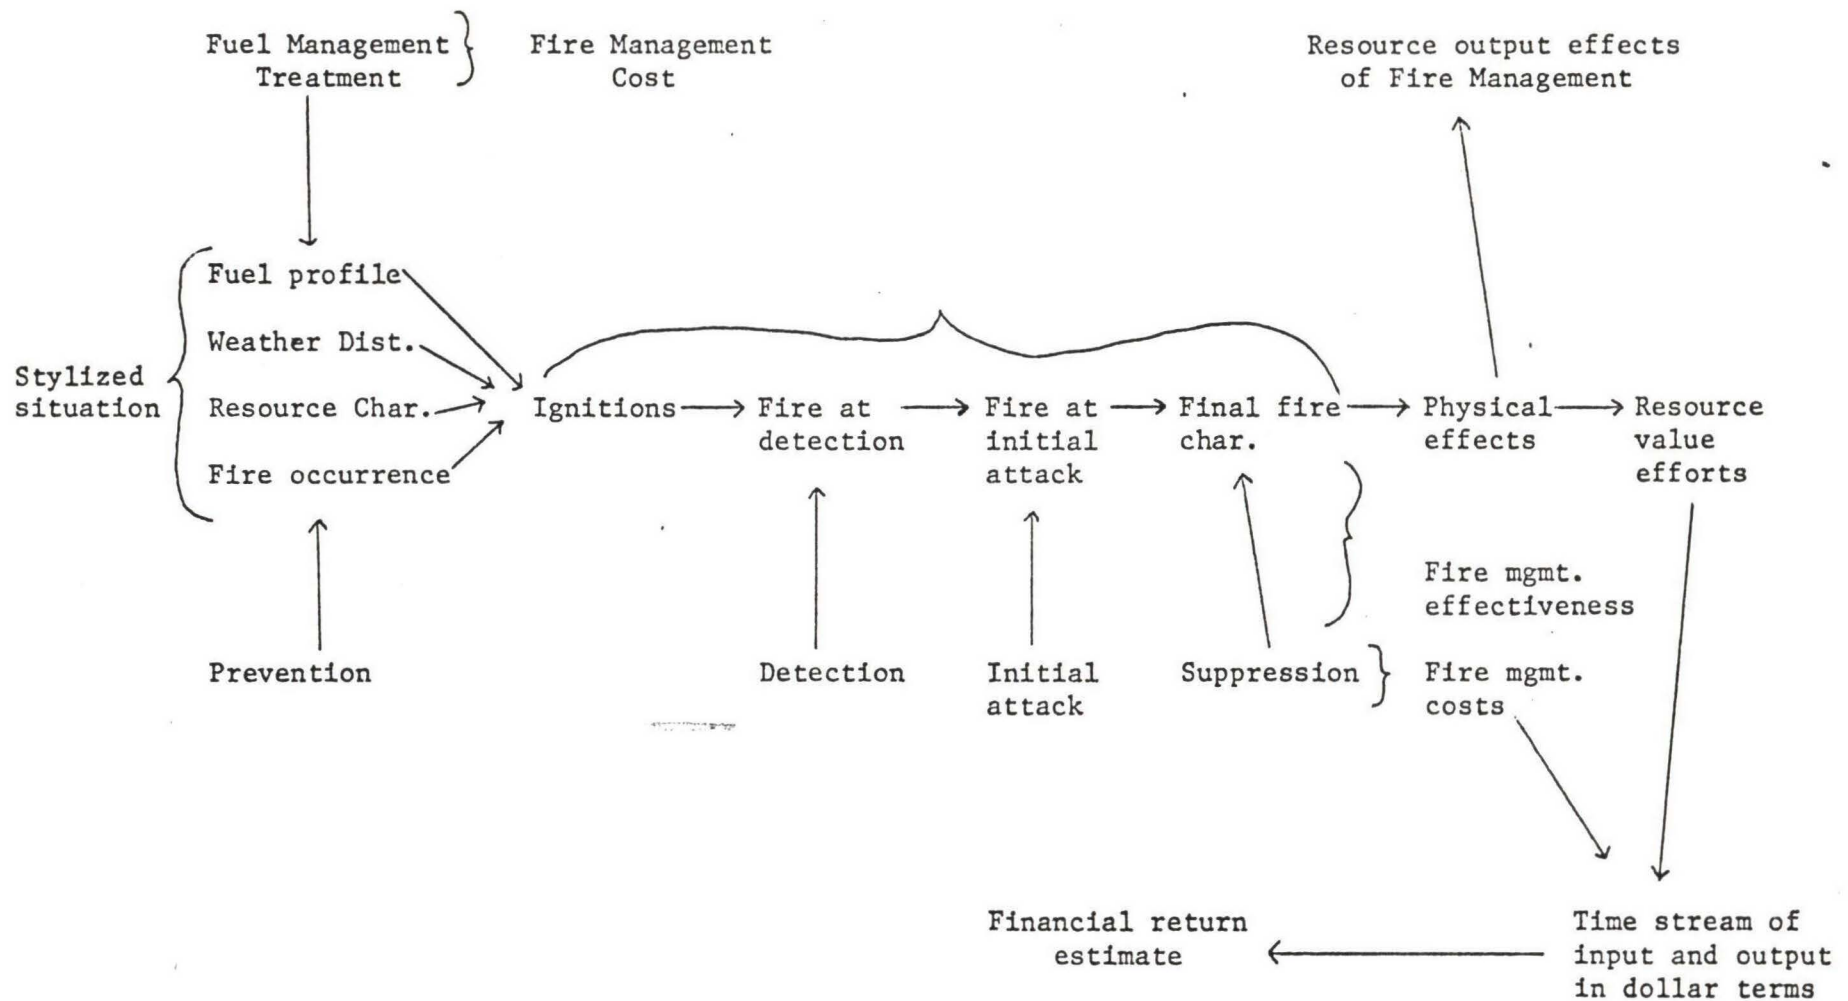 Fuel Management
Treatment
Fire Management
Cost
Resource output effects
of Fire Management
Stylized
situation
Fuel profile
Weather Dist.
Resource Char.
Fire occurrence
Ignitions
Fire at
detection
Fire at
initial
attack
Final fire
char.
Physical
effects
Resource
value
efforts
Fire mgmt.
effectiveness
Prevention
Detection
Initial
attack
Suppression
Fire mgmt.
costs
Financial return
estimate
Time stream of
input and output
in dollar terms